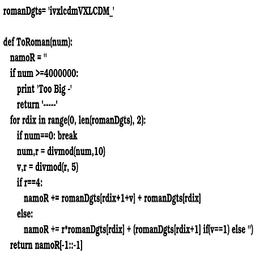 romanDgts= 'ivxlcdmVXLCDM_'
def ToRoman(num):
namoR = ''
if num >=4000000:
print 'Too Big -'
return '-----'
for rdix in range(0, len(romanDgts), 2):
if num==0: break
num,r = divmod(num,10)
v,r = divmod(r, 5)
if r==4:
namoR += romanDgts[rdix+1+v] + romanDgts[rdix]
else:
namoR += r*romanDgts[rdix] + (romanDgts[rdix+1] if(v==1) else '')
return namoR[-1::-1]